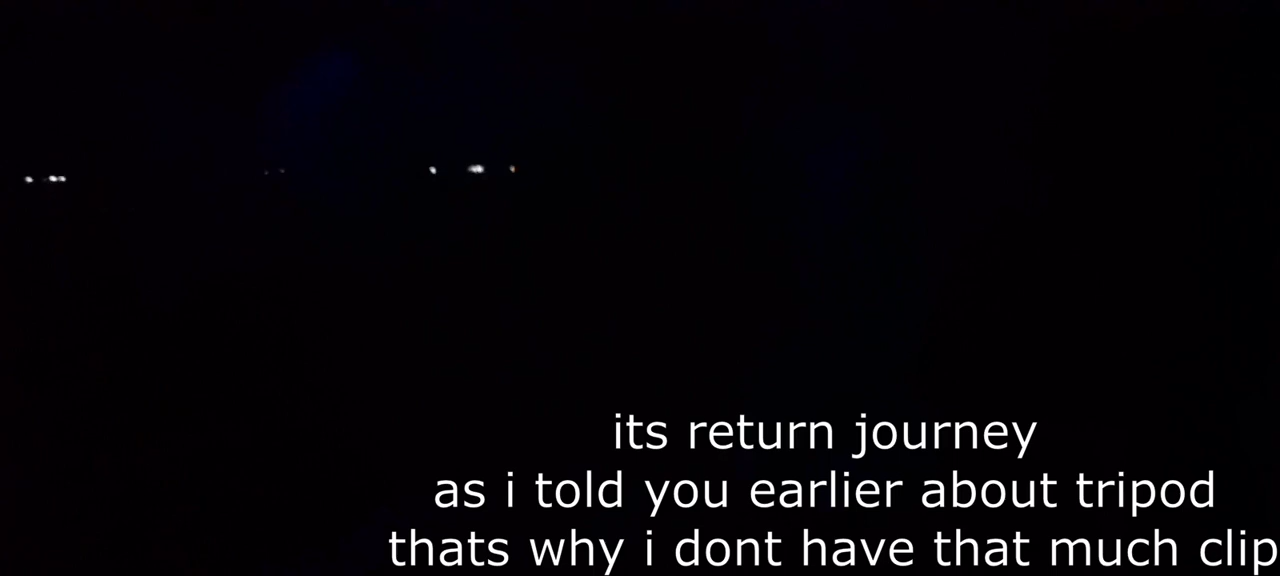 its return journey
as i told you earlier about tripod
thats why i dont have that much clip